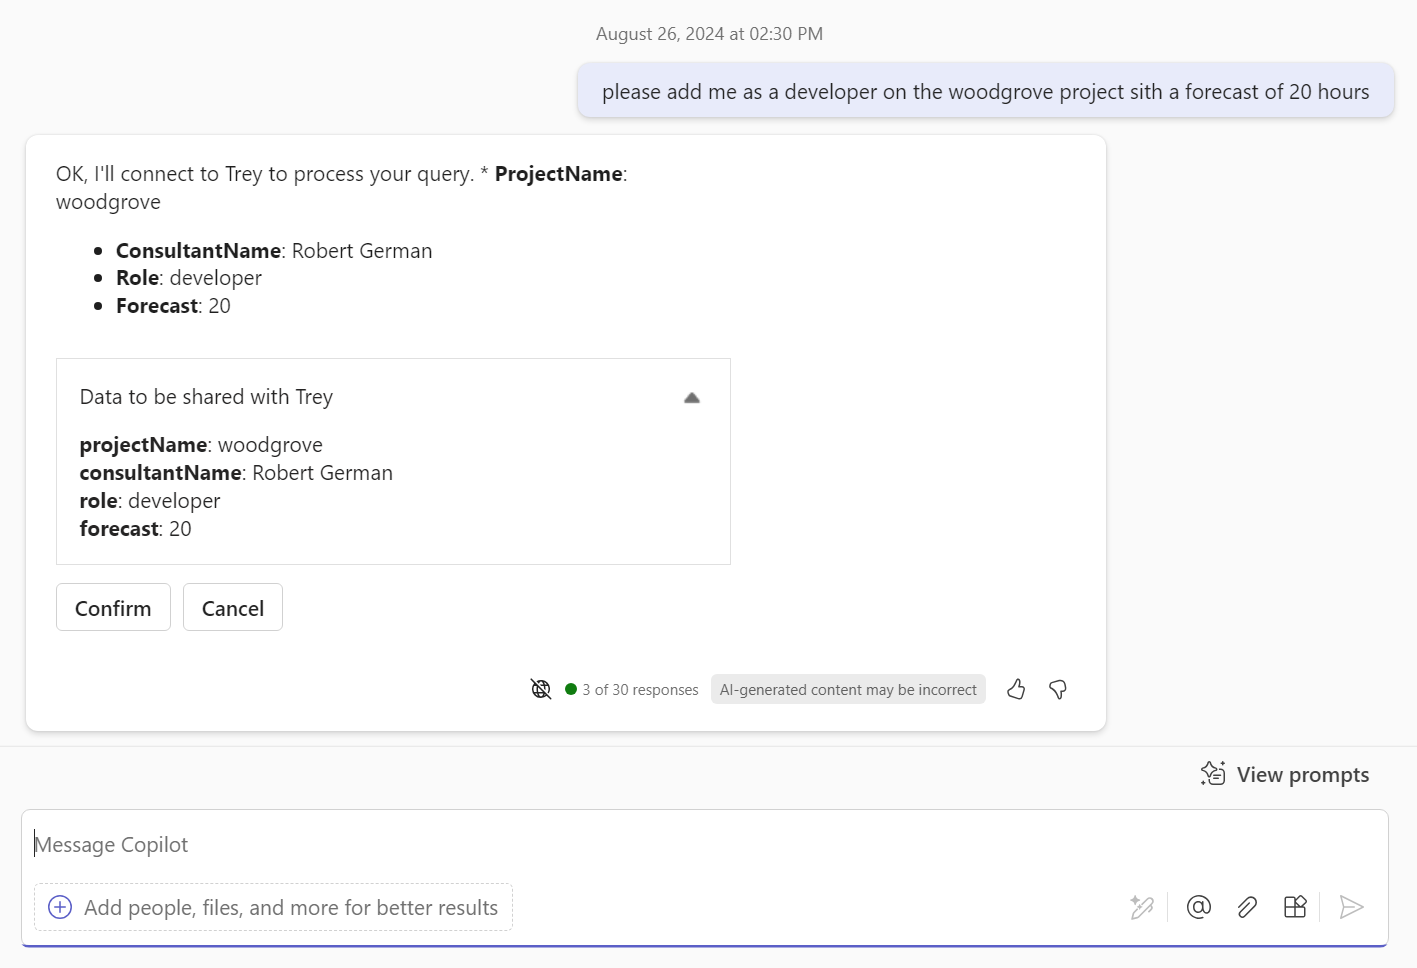 August 26, 2024 at 02:30 PM
please add me as a developer on the woodgrove project sith a forecast of 20 hours
OK, I'll connect to Trey to process your query. * ProjectName:
woodgrove
• ConsultantName: Robert German
• Role: developer
• Forecast: 20
Data to be shared with Trey
projectName: woodgrove
consultantName: Robert German
role: developer
forecast: 20
Confirm Cancel
3 of 30 responses AI-generated content may be incorrect
View prompts
Message Copilot
Add people, files, and more for better results